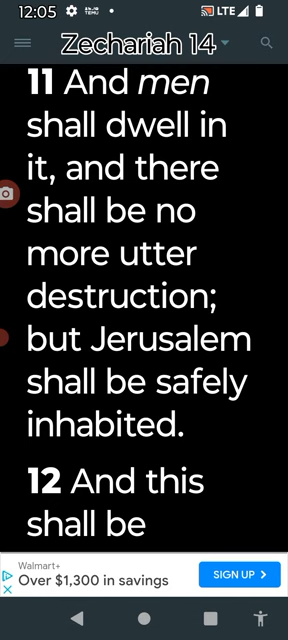 12:05 LTE
Zechariah 14
11 And men
shall dwell in
it, and there
shall be no
more utter
destruction;
but Jerusalem
shall be safely
inhabited.
12 And this
shall be
Walmart+
Over $1,300 in savings
SIGN UP >